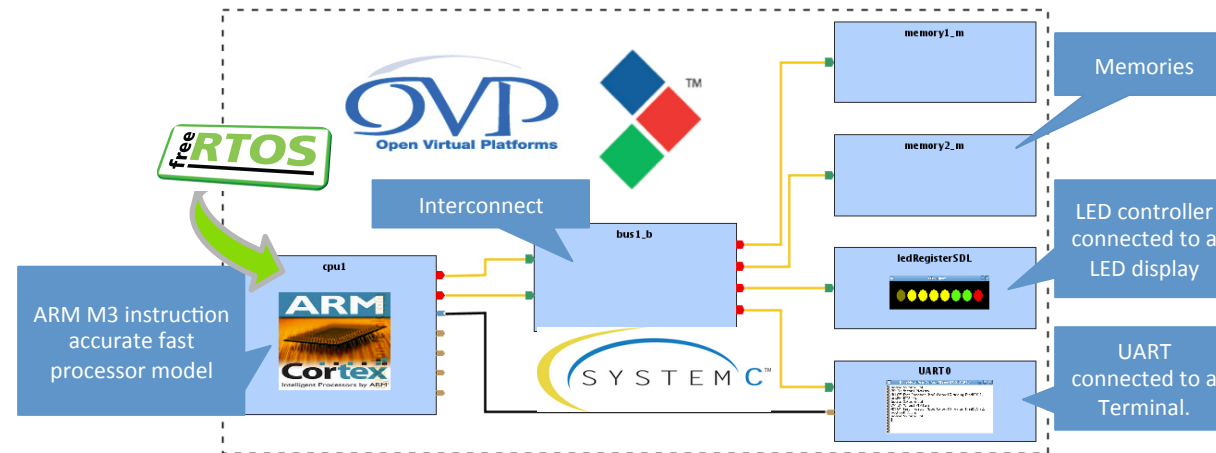 memory1_m
Memories
OVP
Open Virtual Platforms
TM
free
RTOS
memory2_m
Interconnect
bus1_b
LED controller
connected to a
LED display
ledRegisterSDL
cpu1
ARM
Cortex
Intelligent Processors by ARM®
ARM M3 instruction
accurate fast
processor model
SYSTEM C™
UART0
UART
connected to a
Terminal.